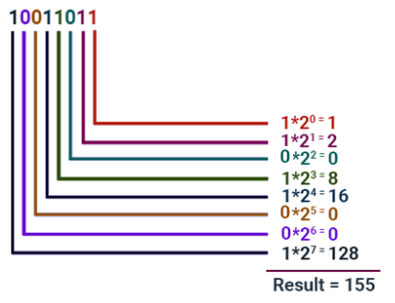 10011011
1*2⁰ = 1
1*2¹ = 2
0*2² = 0
1*2³ = 8
1*2⁴ = 16
0*2⁵ = 0
0*2⁶ = 0
1*2⁷ = 128
Result = 155